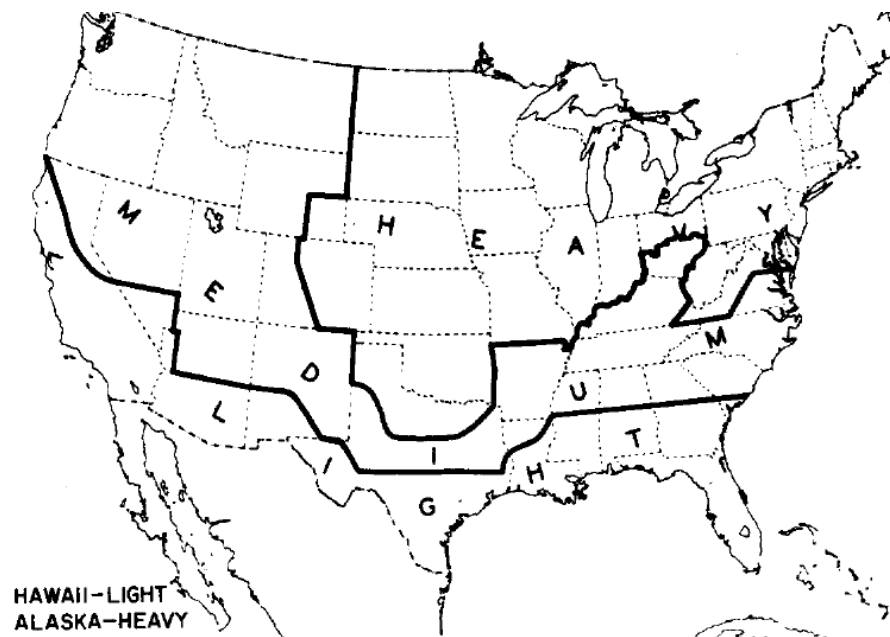 H E A V Y
M E D I U M
L I G H T
HAWAII-LIGHT
ALASKA-HEAVY